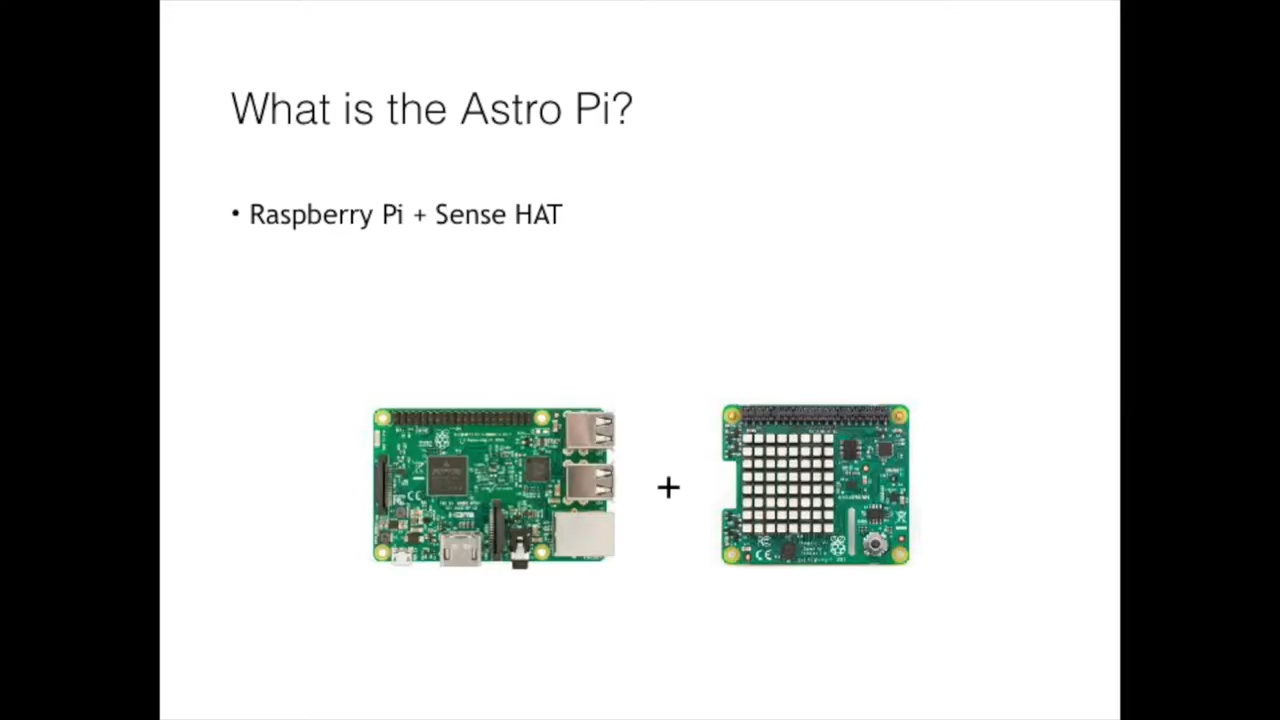 What is the Astro Pi?
• Raspberry Pi + Sense HAT
+